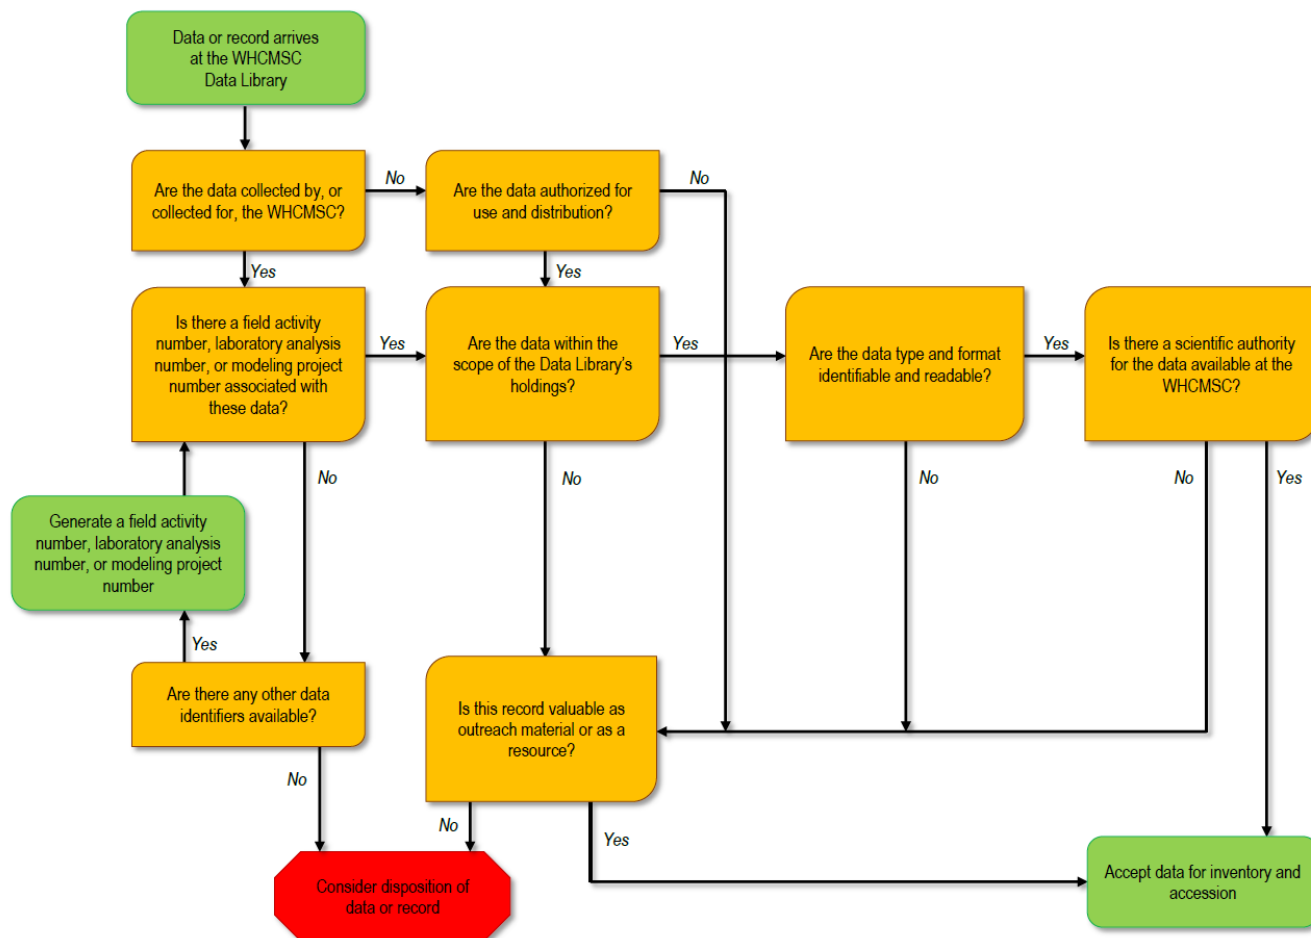 Data or record arrives
at the WHCMSC
Data Library
Are the data collected by, or
collected for, the WHCMSC?
No
Are the data authorized for
use and distribution?
No
Yes
Yes
Is there a field activity
number, laboratory analysis
number, or modeling project
number associated with
these data?
Yes
Are the data within the
scope of the Data Library's
holdings?
Yes
Are the data type and format
identifiable and readable?
Yes
Is there a scientific authority
for the data available at the
WHCMSC?
No
No
No
No
Yes
Generate a field activity
number, laboratory analysis
number, or modeling project
number
Yes
Are there any other data
identifiers available?
Is this record valuable as
outreach material or as a
resource?
No
No
Yes
Consider disposition of
data or record
Accept data for inventory and
accession